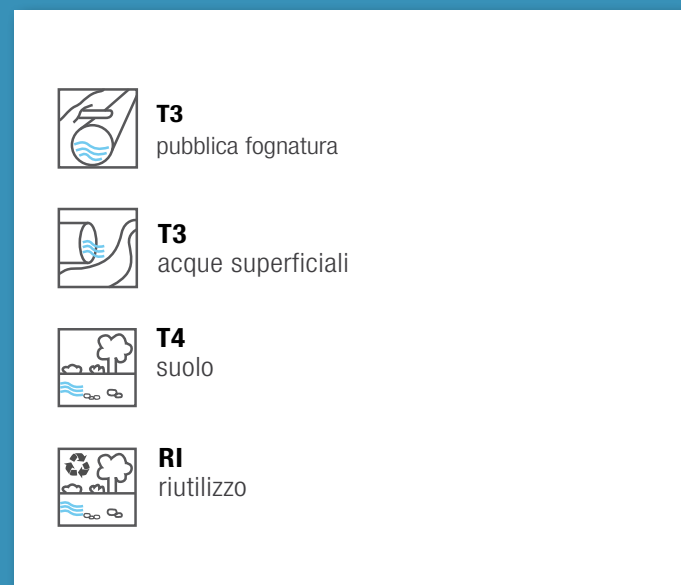 T3
pubblica fognatura
T3
acque superficiali
T4
suolo
RI
riutilizzo